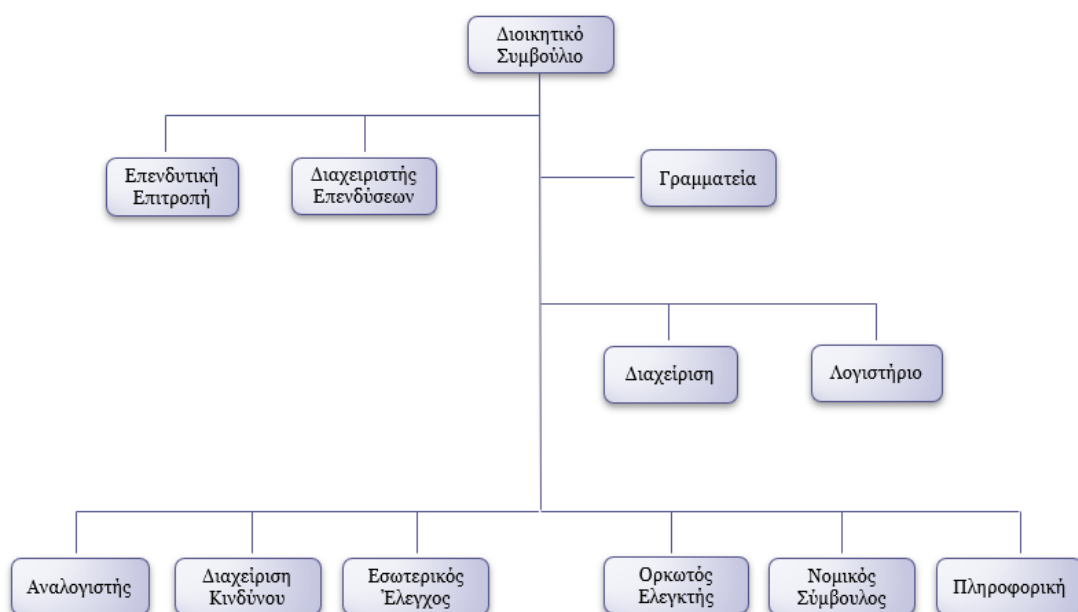 Διοικητικό
Συμβούλιο
Επενδυτική
Επιτροπή
Διαχειριστής
Επενδύσεων
Γραμματεία
Διαχείριση
Λογιστήριο
Αναλογιστής
Διαχείριση
Κινδύνου
Εσωτερικός
Έλεγχος
Ορκωτός
Ελεγκτής
Νομικός
Σύμβουλος
Πληροφορική